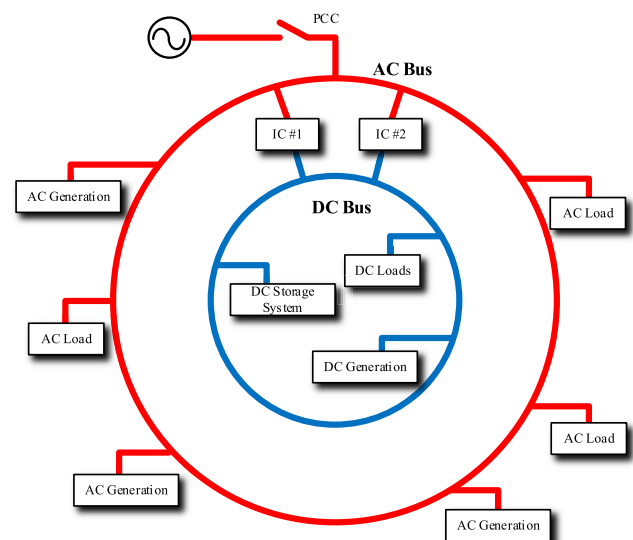 PCC
AC Bus
IC #1
IC #2
AC Generation
DC Bus
AC Load
DC Loads
DC Storage
System
AC Load
DC Generation
AC Load
AC Generation
AC Generation